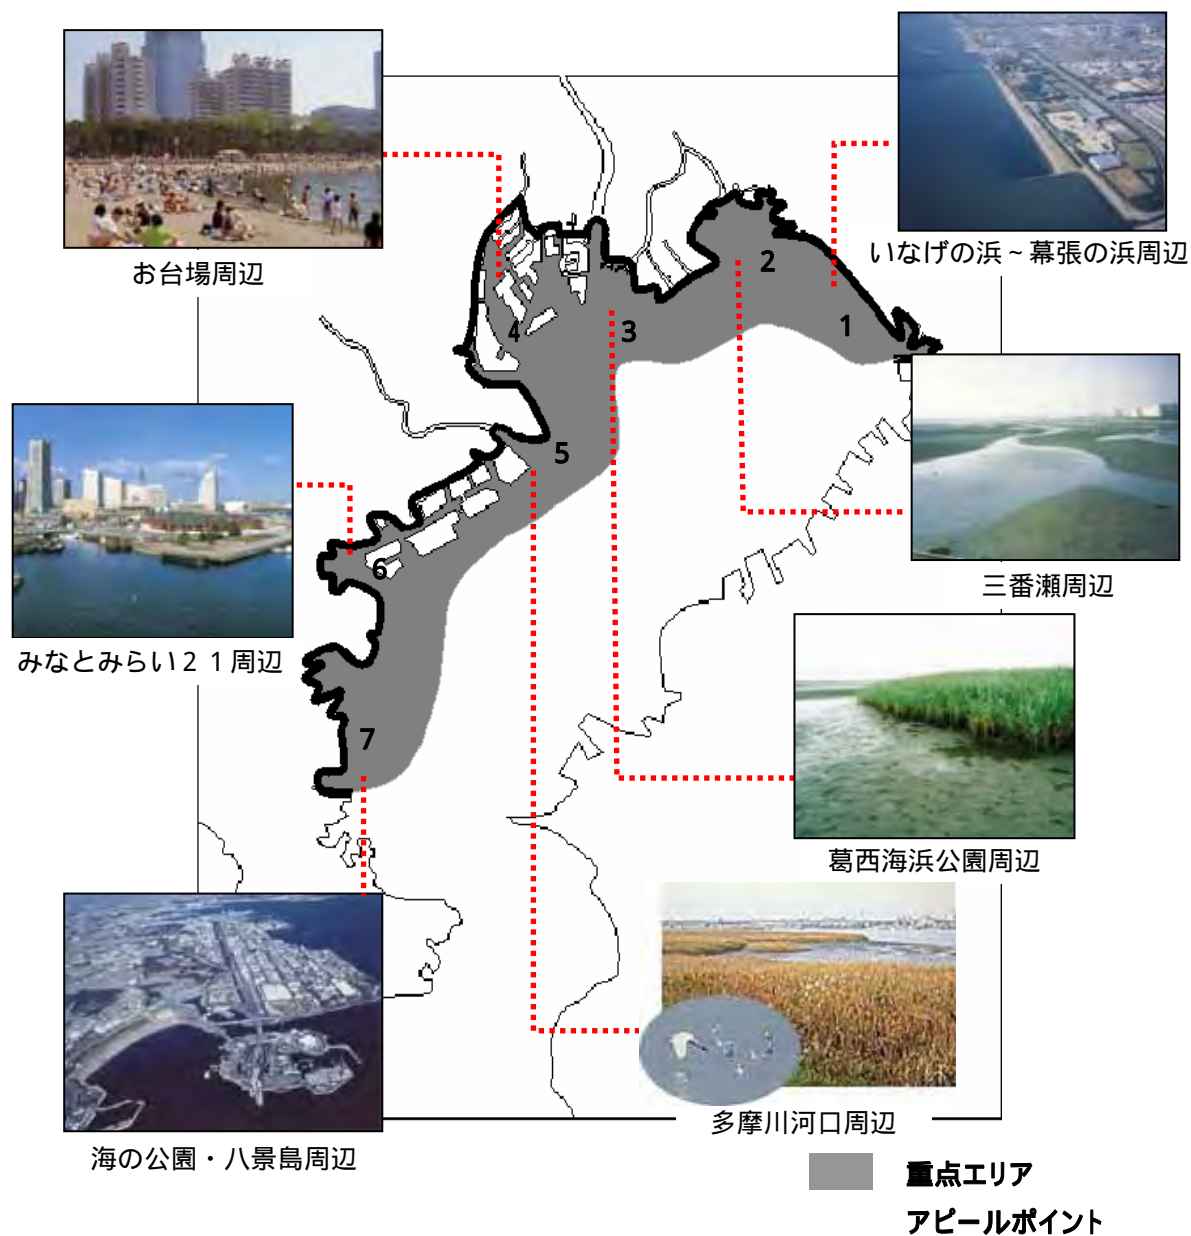 お台場周辺
いなげの浜~幕張の浜周辺
2
1
3
4
5
三番瀬周辺
6
みなとみらい21周辺
7
葛西海浜公園周辺
多摩川河口周辺
海の公園・八景島周辺
重点エリア
アピールポイント